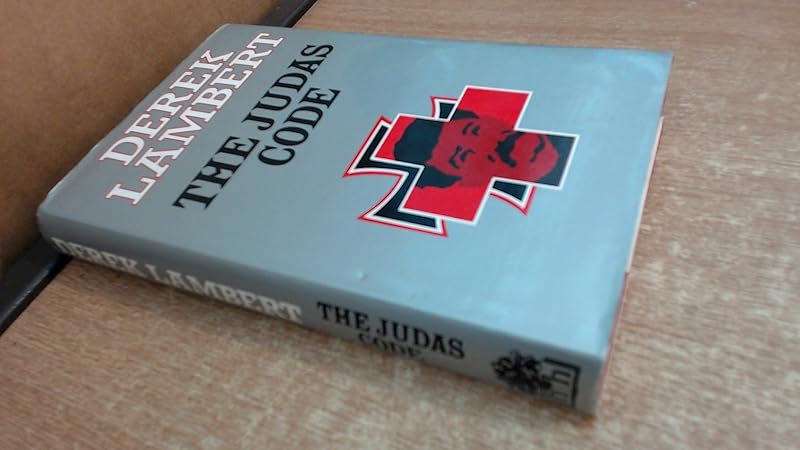 DEREK
LAMBERT
THE JUDAS
CODE
DEREK LAMBERT
THE JUDAS
CODE